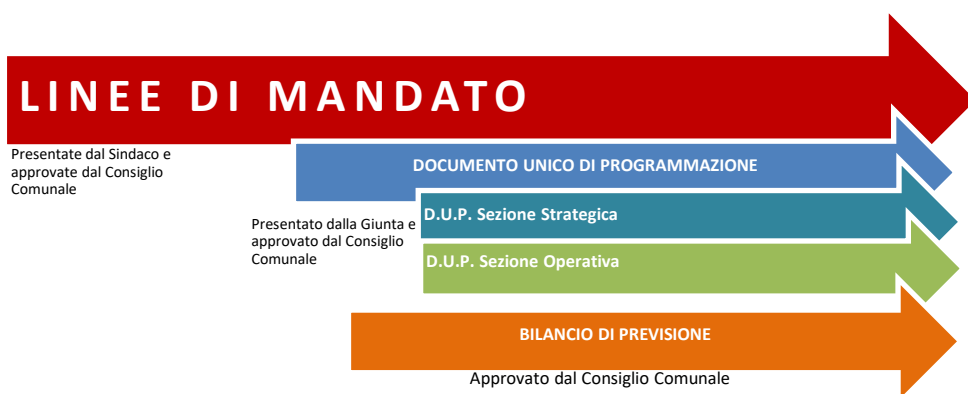 LINEE DI MANDATO
Presentate dal Sindaco e
approvate dal Consiglio
Comunale
DOCUMENTO UNICO DI PROGRAMMAZIONE
Presentato dalla Giunta e
approvato dal Consiglio
Comunale
D.U.P. Sezione Strategica
D.U.P. Sezione Operativa
BILANCIO DI PREVISIONE
Approvato dal Consiglio Comunale